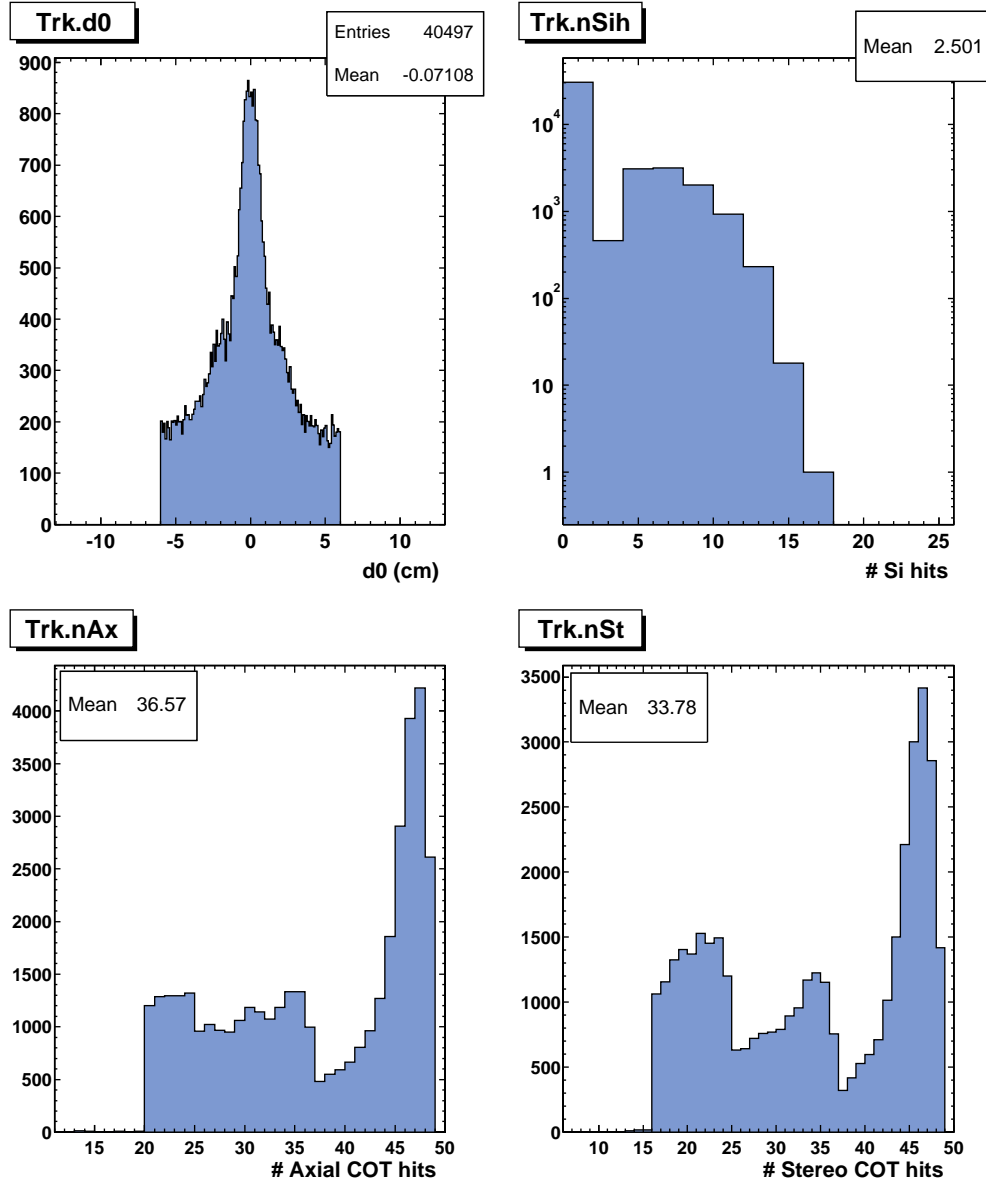 Trk.d0
Entries 40497
Mean -0.07108
900
800
700
600
500
400
300
200
100
0
-10 -5 0 5 10
d0 (cm)
Trk.nSih
Mean 2.501
10^4
10^3
10^2
10
1
0 5 10 15 20 25
# Si hits
Trk.nAx
Mean 36.57
4000
3500
3000
2500
2000
1500
1000
500
0
15 20 25 30 35 40 45 50
# Axial COT hits
Trk.nSt
Mean 33.78
3500
3000
2500
2000
1500
1000
500
0
10 15 20 25 30 35 40 45 50
# Stereo COT hits